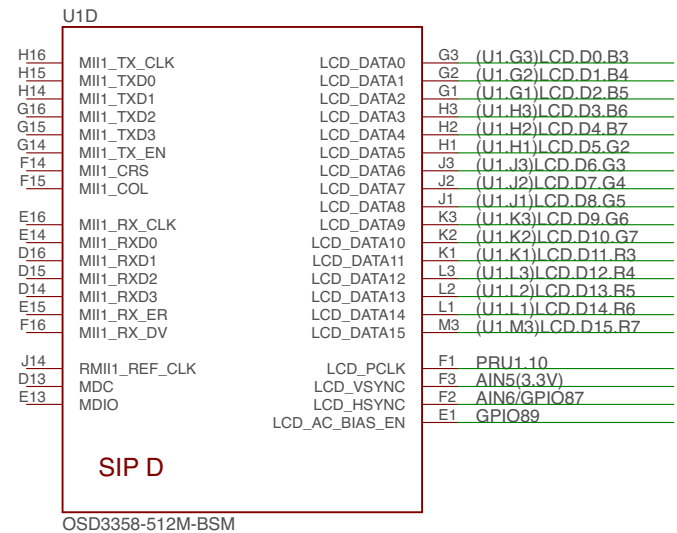 U1D
H16 MII1_TX_CLK LCD_DATA0 G3 (U1.G3)LCD.D0.B3
H15 MII1_TXD0 LCD_DATA1 G2 (U1.G2)LCD.D1.B4
H14 MII1_TXD1 LCD_DATA2 G1 (U1.G1)LCD.D2.B5
G16 MII1_TXD2 LCD_DATA3 H3 (U1.H3)LCD.D3.B6
G15 MII1_TXD3 LCD_DATA4 H2 (U1.H2)LCD.D4.B7
G14 MII1_TX_EN LCD_DATA5 H1 (U1.H1)LCD.D5.G2
F14 MII1_CRS LCD_DATA6 J3 (U1.J3)LCD.D6.G3
F15 MII1_COL LCD_DATA7 J2 (U1.J2)LCD.D7.G4
LCD_DATA8 J1 (U1.J1)LCD.D8.G5
E16 MII1_RX_CLK LCD_DATA9 K3 (U1.K3)LCD.D9.G6
E14 MII1_RXD0 LCD_DATA10 K2 (U1.K2)LCD.D10.G7
D16 MII1_RXD1 LCD_DATA11 K1 (U1.K1)LCD.D11.R3
D15 MII1_RXD2 LCD_DATA12 L3 (U1.L3)LCD.D12.R4
D14 MII1_RXD3 LCD_DATA13 L2 (U1.L2)LCD.D13.R5
E15 MII1_RX_ER LCD_DATA14 L1 (U1.L1)LCD.D14.R6
F16 MII1_RX_DV LCD_DATA15 M3 (U1.M3)LCD.D15.R7
J14 RMII1_REF_CLK LCD_PCLK F1 PRU1.10
D13 MDC LCD_VSYNC F3 AIN5(3.3V)
E13 MDIO LCD_HSYNC F2 AIN6/GPIO87
LCD_AC_BIAS_EN E1 GPIO89
SIP D
OSD3358-512M-BSM